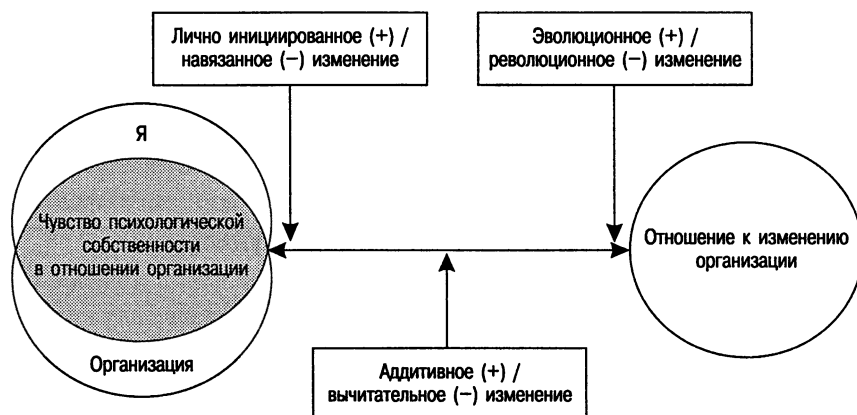 Лично инициированное (+) /
навязанное (−) изменение
Эволюционное (+) /
революционное (−) изменение
Я
Чувство психологической
собственности
в отношении организации
Организация
Отношение к изменению
организации
Аддитивное (+) /
вычитательное (−) изменение